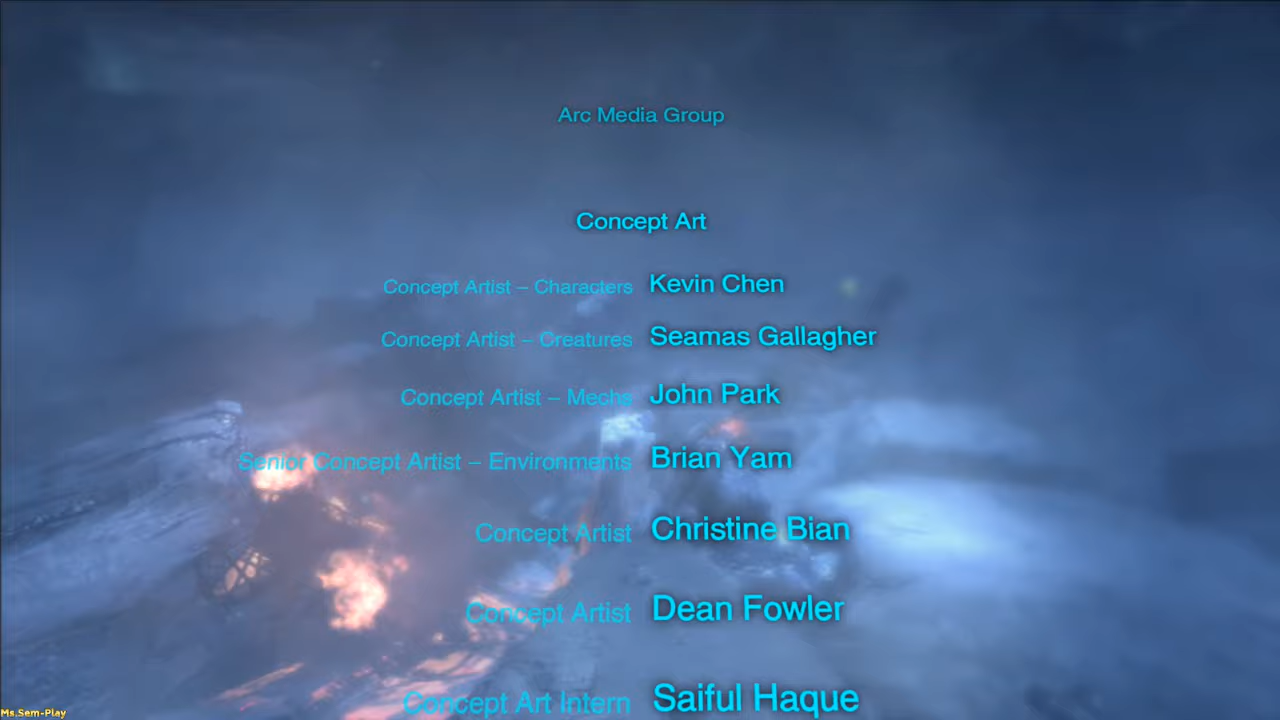 Arc Media Group
Concept Art
Concept Artist – Characters Kevin Chen
Concept Artist – Creatures Seamas Gallagher
Concept Artist – Mechs John Park
Senior Concept Artist – Environments Brian Yam
Concept Artist Christine Bian
Concept Artist Dean Fowler
Concept Art Intern Saiful Haque
Ms.Sem-Play